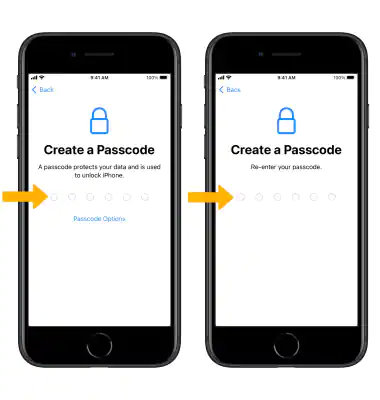 9:41 AM
100%
Back
Create a Passcode
A passcode protects your data and is used
to unlock iPhone.
Passcode Options
9:41 AM
100%
Back
Create a Passcode
Re-enter your passcode.